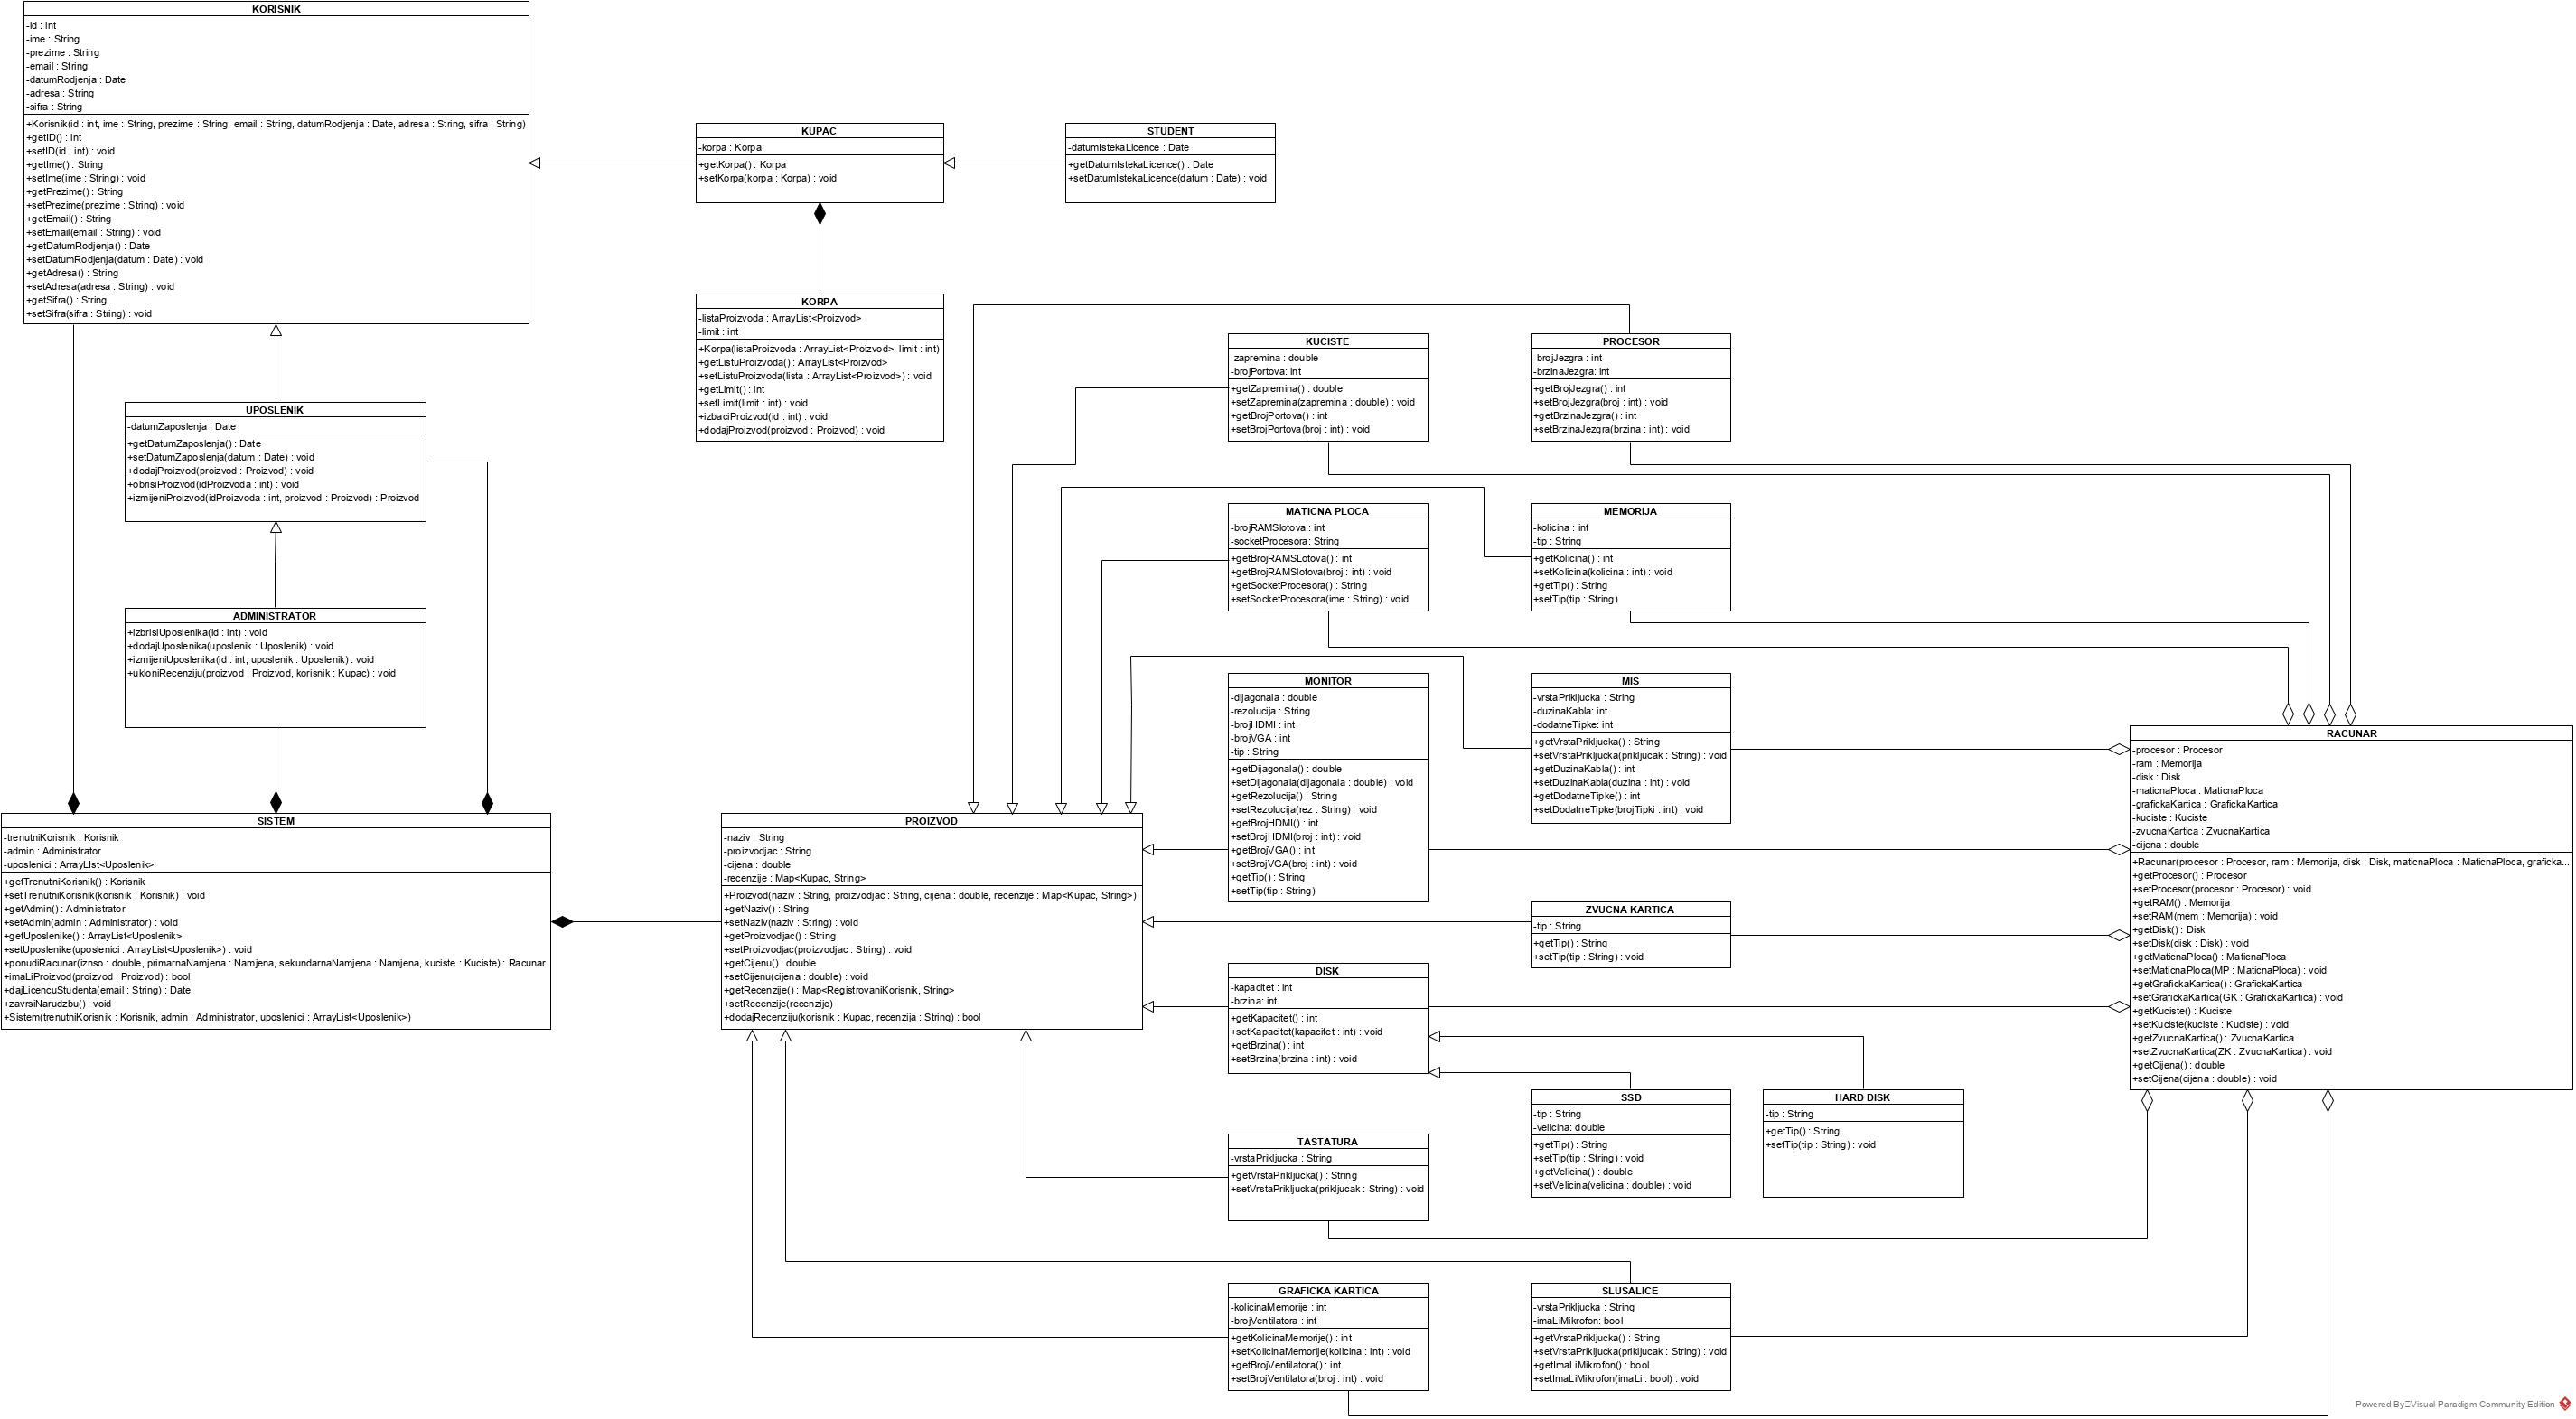 KORISNIK
-id : int
-ime : String
-prezime : String
-email : String
-datumRodjenja : Date
-adresa : String
-sifra : String
+Korisnik(id : int, ime : String, prezime : String, email : String, datumRodjenja : Date, adresa : String, sifra : String)
+getID() : int
+setID(id : int) : void
+getIme() : String
+setIme(ime : String) : void
+getPrezime() : String
+setPrezime(prezime : String) : void
+getEmail() : String
+setEmail(email : String) : void
+getDatumRodjenja() : Date
+setDatumRodjenja(datum : Date) : void
+getAdresa() : String
+setAdresa(adresa : String) : void
+getSifra() : String
+setSifra(sifra : String) : void
KUPAC
-korpa : Korpa
+getKorpa() : Korpa
+setKorpa(korpa : Korpa) : void
STUDENT
-datumIstekaLicence : Date
+getDatumIstekaLicence() : Date
+setDatumIstekaLicence(datum : Date) : void
KORPA
-listaProizvoda : ArrayList<Proizvod>
-limit : int
+Korpa(listaProizvoda : ArrayList<Proizvod>, limit : int)
+getListuProizvoda() : ArrayList<Proizvod>
+setListuProizvoda(lista : ArrayList<Proizvod>) : void
+getLimit() : int
+setLimit(limit : int) : void
+izbaciProizvod(id : int) : void
+dodajProizvod(proizvod : Proizvod) : void
KUCISTE
-zapremina : double
-brojPortova: int
+getZapremina() : double
+setZapremina(zapremina : double) : void
+getBrojPortova() : int
+setBrojPortova(broj : int) : void
PROCESOR
-brojJezgra : int
-brzinaJezgra: int
+getBrojJezgra() : int
+setBrojJezgra(broj : int) : void
+getBrzinaJezgra() : int
+setBrzinaJezgra(brzina : int) : void
UPOSLENIK
-datumZaposlenja : Date
+getDatumZaposlenja() : Date
+setDatumZaposlenja(datum : Date) : void
+dodajProizvod(proizvod : Proizvod) : void
+obrisiProizvod(idProizvoda : int) : void
+izmijeniProizvod(idProizvoda : int, proizvod : Proizvod) : Proizvod
MATICNA PLOCA
-brojRAMSlotova : int
-socketProcesora: String
+getBrojRAMSLotova() : int
+getBrojRAMSlotova(broj : int) : void
+getSocketProcesora() : String
+setSocketProcesora(ime : String) : void
MEMORIJA
-kolicina : int
-tip : String
+getKolicina() : int
+setKolicina(kolicina : int) : void
+getTip() : String
+setTip(tip : String)
ADMINISTRATOR
+izbrisiUposlenika(id : int) : void
+dodajUposlenika(uposlenik : Uposlenik) : void
+izmijeniUposlenika(id : int, uposlenik : Uposlenik) : void
+ukloniRecenziju(proizvod : Proizvod, korisnik : Kupac) : void
MONITOR
-dijagonala : double
-rezolucija : String
-brojHDMI : int
-brojVGA : int
-tip : String
+getDijagonala() : double
+setDijagonala(dijagonala : double) : void
+getRezolucija() : String
+setRezolucija(rez : String) : void
+getBrojHDMI() : int
+setBrojHDMI(broj : int) : void
+getBrojVGA() : int
+setBrojVGA(broj : int) : void
+getTip() : String
+setTip(tip : String)
MIS
-vrstaPrikljucka : String
-duzinaKabla: int
-dodatneTipke: int
+getVrstaPrikljucka() : String
+setVrstaPrikljucka(prikljucak : String) : void
+getDuzinaKabla() : int
+setDuzinaKabla(duzina : int) : void
+getDodatneTipke() : int
+setDodatneTipke(brojTipki : int) : void
RACUNAR
-procesor : Procesor
-ram : Memorija
-disk : Disk
-maticnaPloca : MaticnaPloca
-grafickaKartica : GrafickaKartica
-kuciste : Kuciste
-zvucnaKartica : ZvucnaKartica
-cijena : double
+Racunar(procesor : Procesor, ram : Memorija, disk : Disk, maticnaPloca : MaticnaPloca, graficka...
+getProcesor() : Procesor
+setProcesor(procesor : Procesor) : void
+getRAM() : Memorija
+setRAM(mem : Memorija) : void
+getDisk() : Disk
+setDisk(disk : Disk) : void
+getMaticnaPloca() : MaticnaPloca
+setMaticnaPloca(MP : MaticnaPloca) : void
+getGrafickaKartica() : GrafickaKartica
+setGrafickaKartica(GK : GrafickaKartica) : void
+getKuciste() : Kuciste
+setKuciste(kuciste : Kuciste) : void
+getZvucnaKartica() : ZvucnaKartica
+setZvucnaKartica(ZK : ZvucnaKartica) : void
+getCijena() : double
+setCijena(cijena : double) : void
SISTEM
-trenutniKorisnik : Korisnik
-admin : Administrator
-uposlenici : ArrayLIst<Uposlenik>
+getTrenutniKorisnik() : Korisnik
+setTrenutniKorisnik(korisnik : Korisnik) : void
+getAdmin() : Administrator
+setAdmin(admin : Administrator) : void
+getUposlenike() : ArrayList<Uposlenik>
+setUposlenike(uposlenici : ArrayList<Uposlenik>) : void
+ponudiRacunar(iznso : double, primarnaNamjena : Namjena, sekundarnaNamjena : Namjena, kuciste : Kuciste) : Racunar
+imaLiProizvod(proizvod : Proizvod) : bool
+dajLicencuStudenta(email : String) : Date
+zavrsiNarudzbu() : void
+Sistem(trenutniKorisnik : Korisnik, admin : Administrator, uposlenici : ArrayList<Uposlenik>)
PROIZVOD
-naziv : String
-proizvodjac : String
-cijena : double
-recenzije : Map<Kupac, String>
+Proizvod(naziv : String, proizvodjac : String, cijena : double, recenzije : Map<Kupac, String>)
+getNaziv() : String
+setNaziv(naziv : String) : void
+getProizvodjac() : String
+setProizvodjac(proizvodjac : String) : void
+getCijenu() : double
+setCijenu(cijena : double) : void
+getRecenzije() : Map<RegistrovaniKorisnik, String>
+setRecenzije(recenzije)
+dodajRecenziju(korisnik : Kupac, recenzija : String) : bool
ZVUCNA KARTICA
-tip : String
+getTip() : String
+setTip(tip : String) : void
DISK
-kapacitet : int
-brzina: int
+getKapacitet() : int
+setKapacitet(kapacitet : int) : void
+getBrzina() : int
+setBrzina(brzina : int) : void
SSD
-tip : String
-velicina: double
+getTip() : String
+setTip(tip : String) : void
+getVelicina() : double
+setVelicina(velicina : double) : void
HARD DISK
-tip : String
+getTip() : String
+setTip(tip : String) : void
TASTATURA
-vrstaPrikljucka : String
+getVrstaPrikljucka() : String
+setVrstaPrikljucka(prikljucak : String) : void
GRAFICKA KARTICA
-kolicinaMemorije : int
-brojVentilatora : int
+getKolicinaMemorije() : int
+setKolicinaMemorije(kolicina : int) : void
+getBrojVentilatora() : int
+setBrojVentilatora(broj : int) : void
SLUSALICE
-vrstaPrikljucka : String
-imaLiMikrofon: bool
+getVrstaPrikljucka() : String
+setVrstaPrikljucka(prikljucak : String) : void
+getImaLiMikrofon() : bool
+setImaLiMikrofon(imaLi : bool) : void
Powered By Visual Paradigm Community Edition